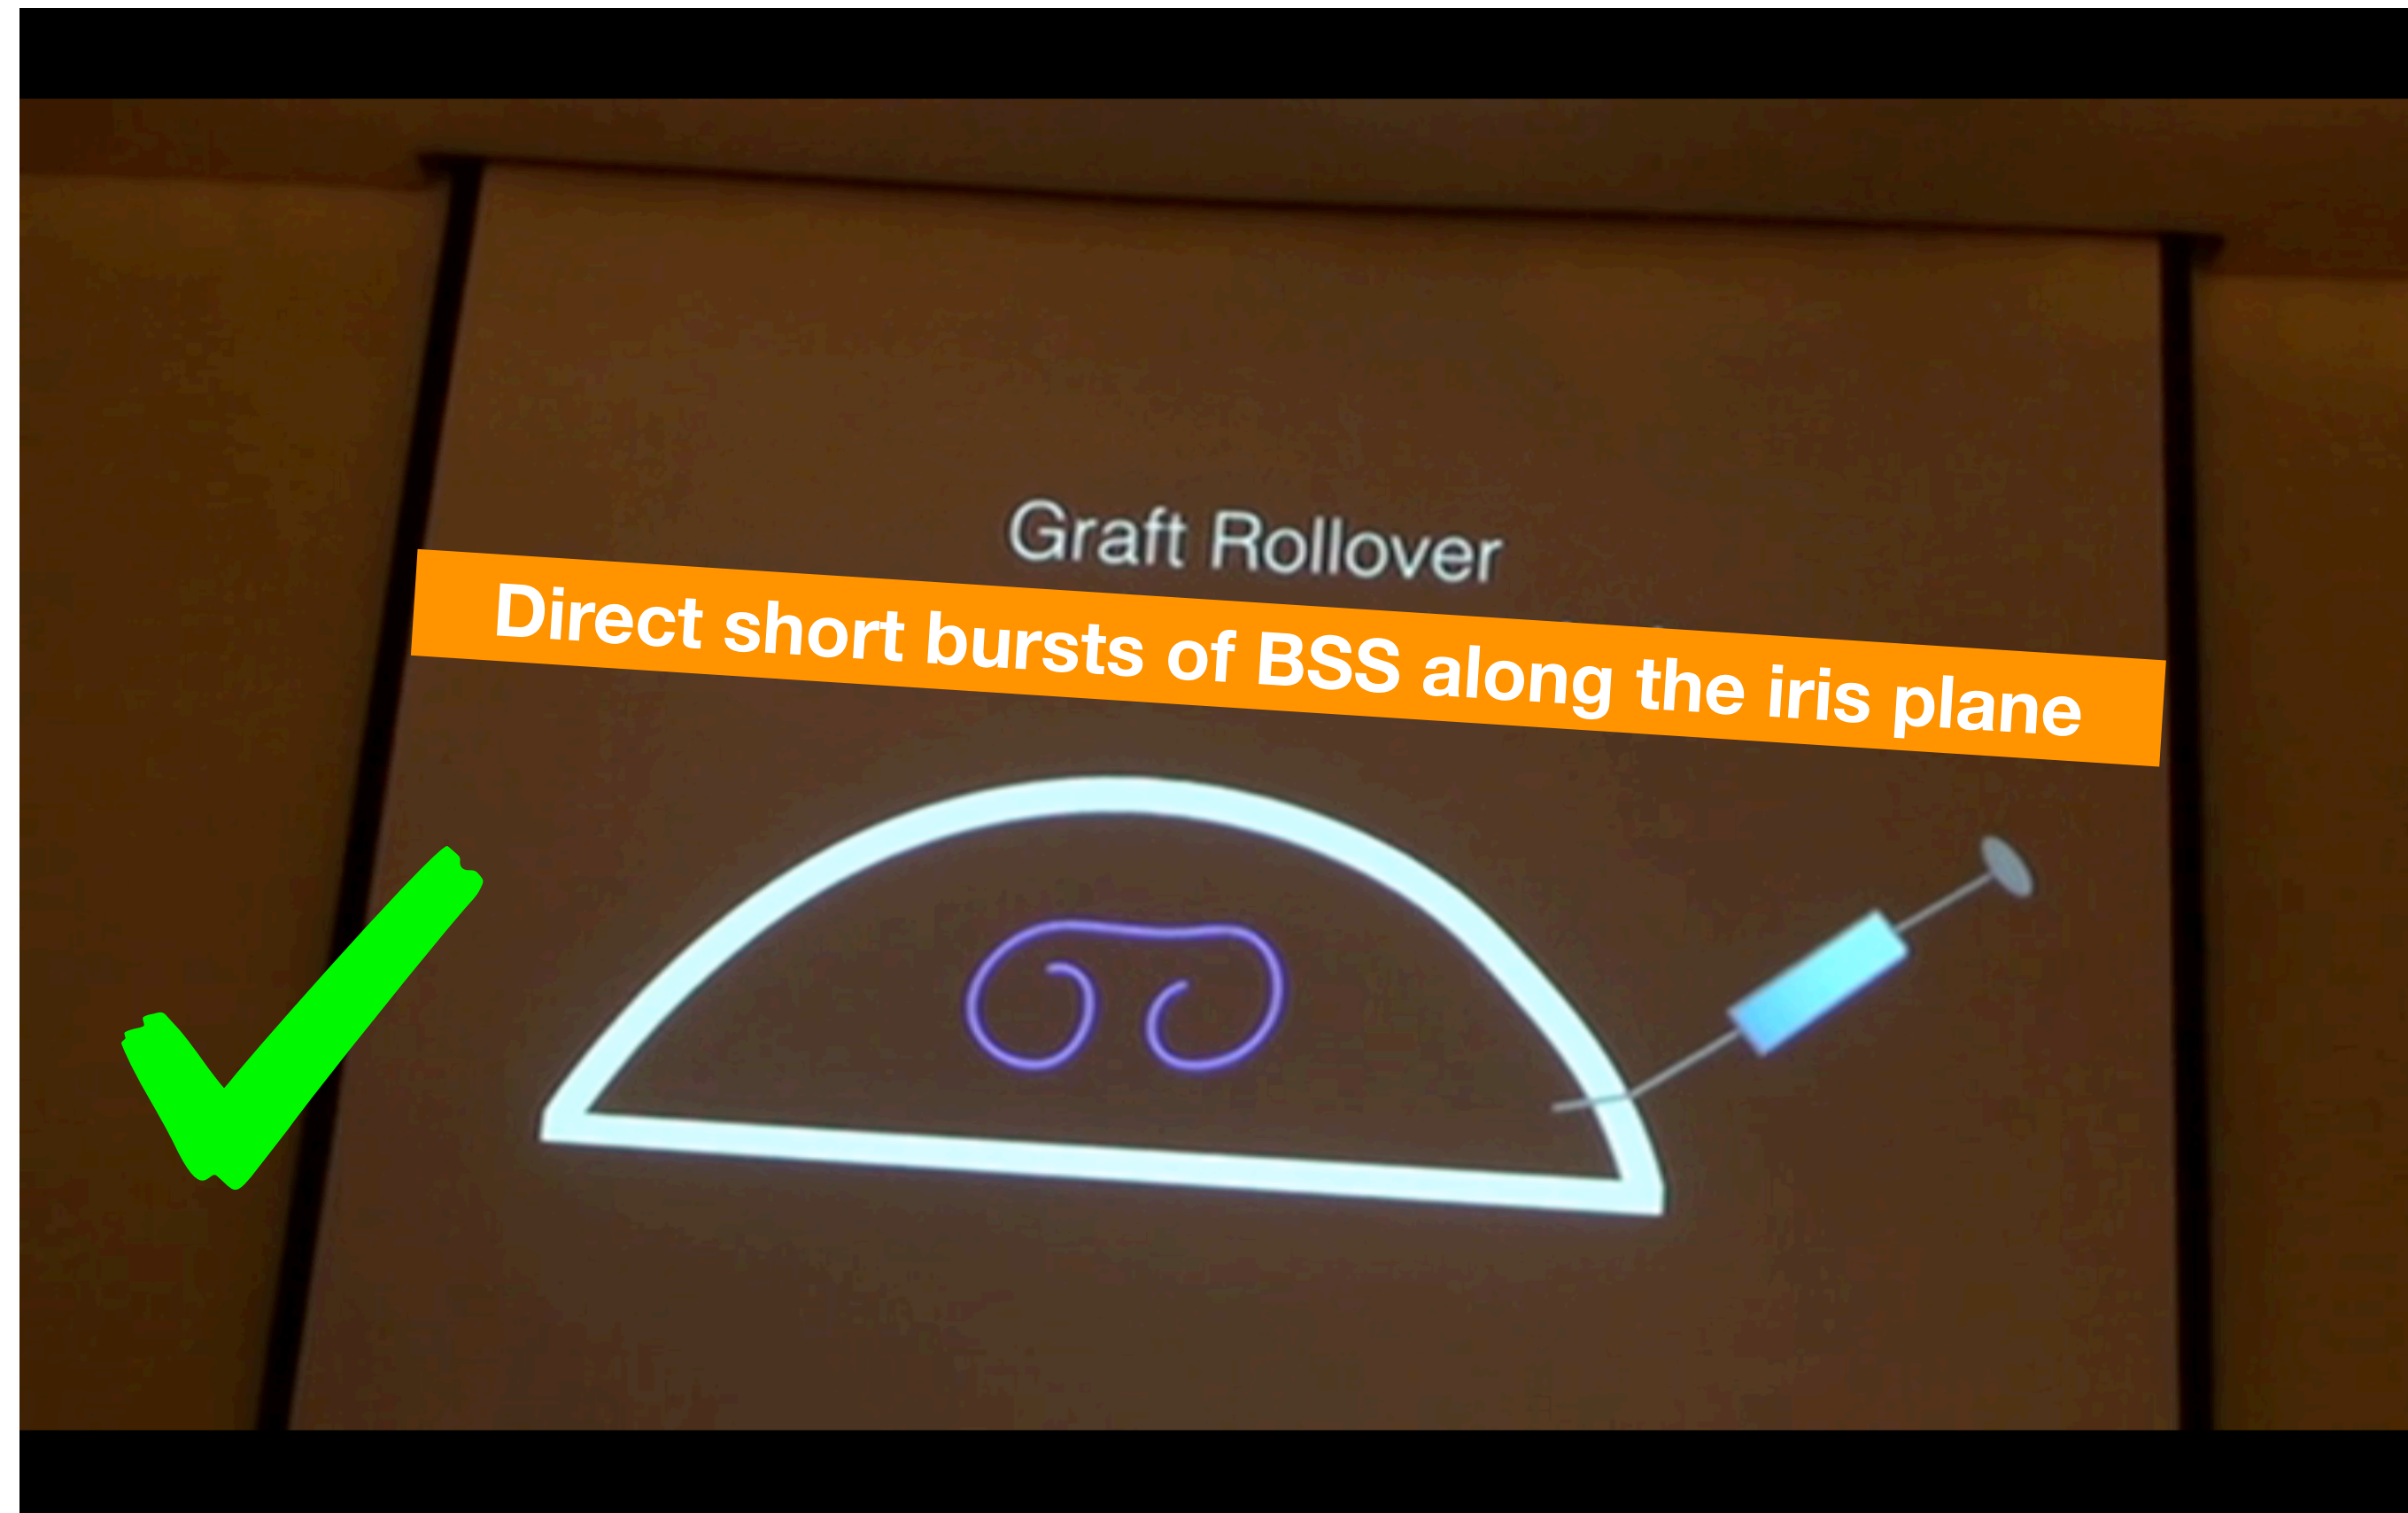 Graft Rollover
Direct short bursts of BSS along the iris plane